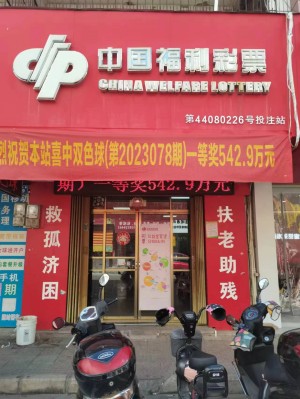 中国福利彩票
CHINA WELFARE LOTTERY
第44080226号投注站
烈祝贺本站喜中双色球(第2023078期)一等奖542.9万元
期)一等奖542.9万元
救孤济困
扶老助残
手机
期